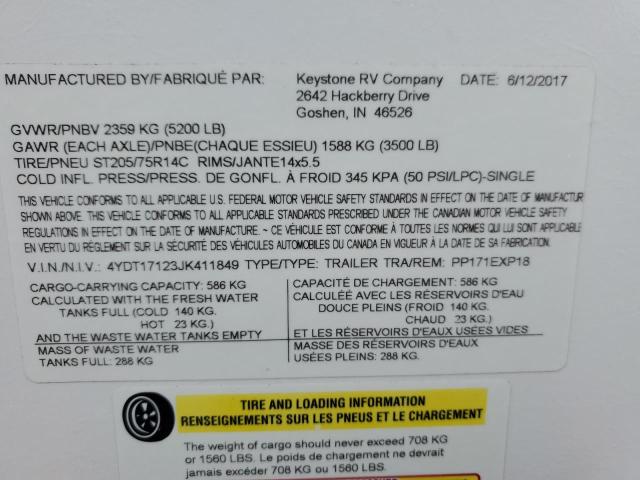 MANUFACTURED BY/FABRIQUÉ PAR: Keystone RV Company DATE: 6/12/2017
2642 Hackberry Drive
Goshen, IN 46526
GVWR/PNBV 2359 KG (5200 LB)
GAWR (EACH AXLE)/PNBE(CHAQUE ESSIEU) 1588 KG (3500 LB)
TIRE/PNEU ST205/75R14C RIMS/JANTE14x5.5
COLD INFL. PRESS/PRESS. DE GONFL. À FROID 345 KPA (50 PSI/LPC)-SINGLE
THIS VEHICLE CONFORMS TO ALL APPLICABLE U.S. FEDERAL MOTOR VEHICLE SAFETY STANDARDS IN EFFECT ON THE DATE OF MANUFACTUR
SHOWN ABOVE. THIS VEHICLE CONFORMS TO ALL APPLICABLE STANDARDS PRESCRIBED UNDER THE CANADIAN MOTOR VEHICLE SAFETY
REGULATIONS IN EFFECT ON THE DATE OF MANUFACTURE. ~ CE VÉHICULE EST CONFORME À TOUTES LES NORMES QUI LUI SONT APPLICABLE
EN VERTU DU RÉGLEMENT SUR LA SÉCURITÉ DES VÉHICULES AUTOMOBILES DU CANADA EN VIGUEUR À LA DATE DE SA FABRICATION.
V.I.N./N.I.V.: 4YDT17123JK411849 TYPE/TYPE: TRAILER TRA/REM: PP171EXP18
CARGO-CARRYING CAPACITY: 586 KG
CALCULATED WITH THE FRESH WATER
TANKS FULL (COLD 140 KG.
HOT 23 KG.)
AND THE WASTE WATER TANKS EMPTY
MASS OF WASTE WATER
TANKS FULL: 288 KG
CAPACITÉ DE CHARGEMENT: 586 KG
CALCULÉE AVEC LES RÉSERVOIRS D'EAU
DOUCE PLEINS (FROID 140 KG.
CHAUD 23 KG.)
ET LES RÉSERVOIRS D'EAUX USÉES VIDES
MASSE DES RÉSERVOIRS D'EAUX
USÉES PLEINS: 288 KG.
TIRE AND LOADING INFORMATION
RENSEIGNEMENTS SUR LES PNEUS ET LE CHARGEMENT
The weight of cargo should never exceed 708 KG
or 1560 LBS. Le poids de chargement ne devrait
jamais excéder 708 KG ou 1560 LBS.